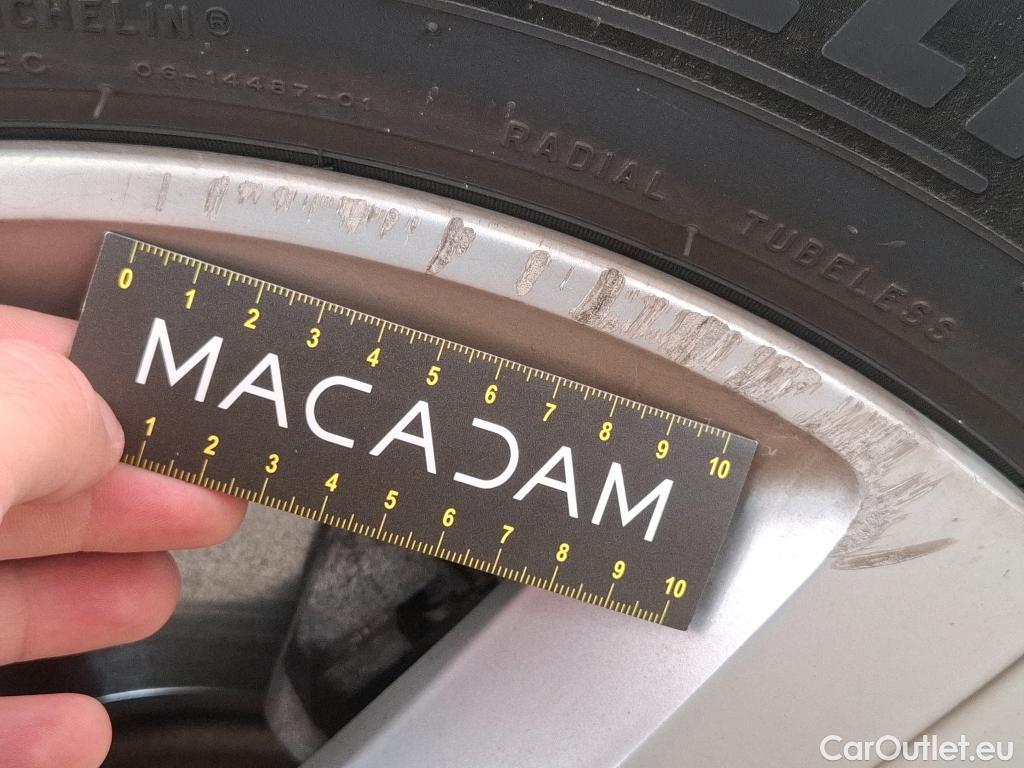 MICHELIN®
06-14487-01
RADIAL TUBELESS
0 1 2 3 4 5 6 7 8 9 10
MACADAM
1 2 3 4 5 6 7 8 9 10
CarOutlet.eu